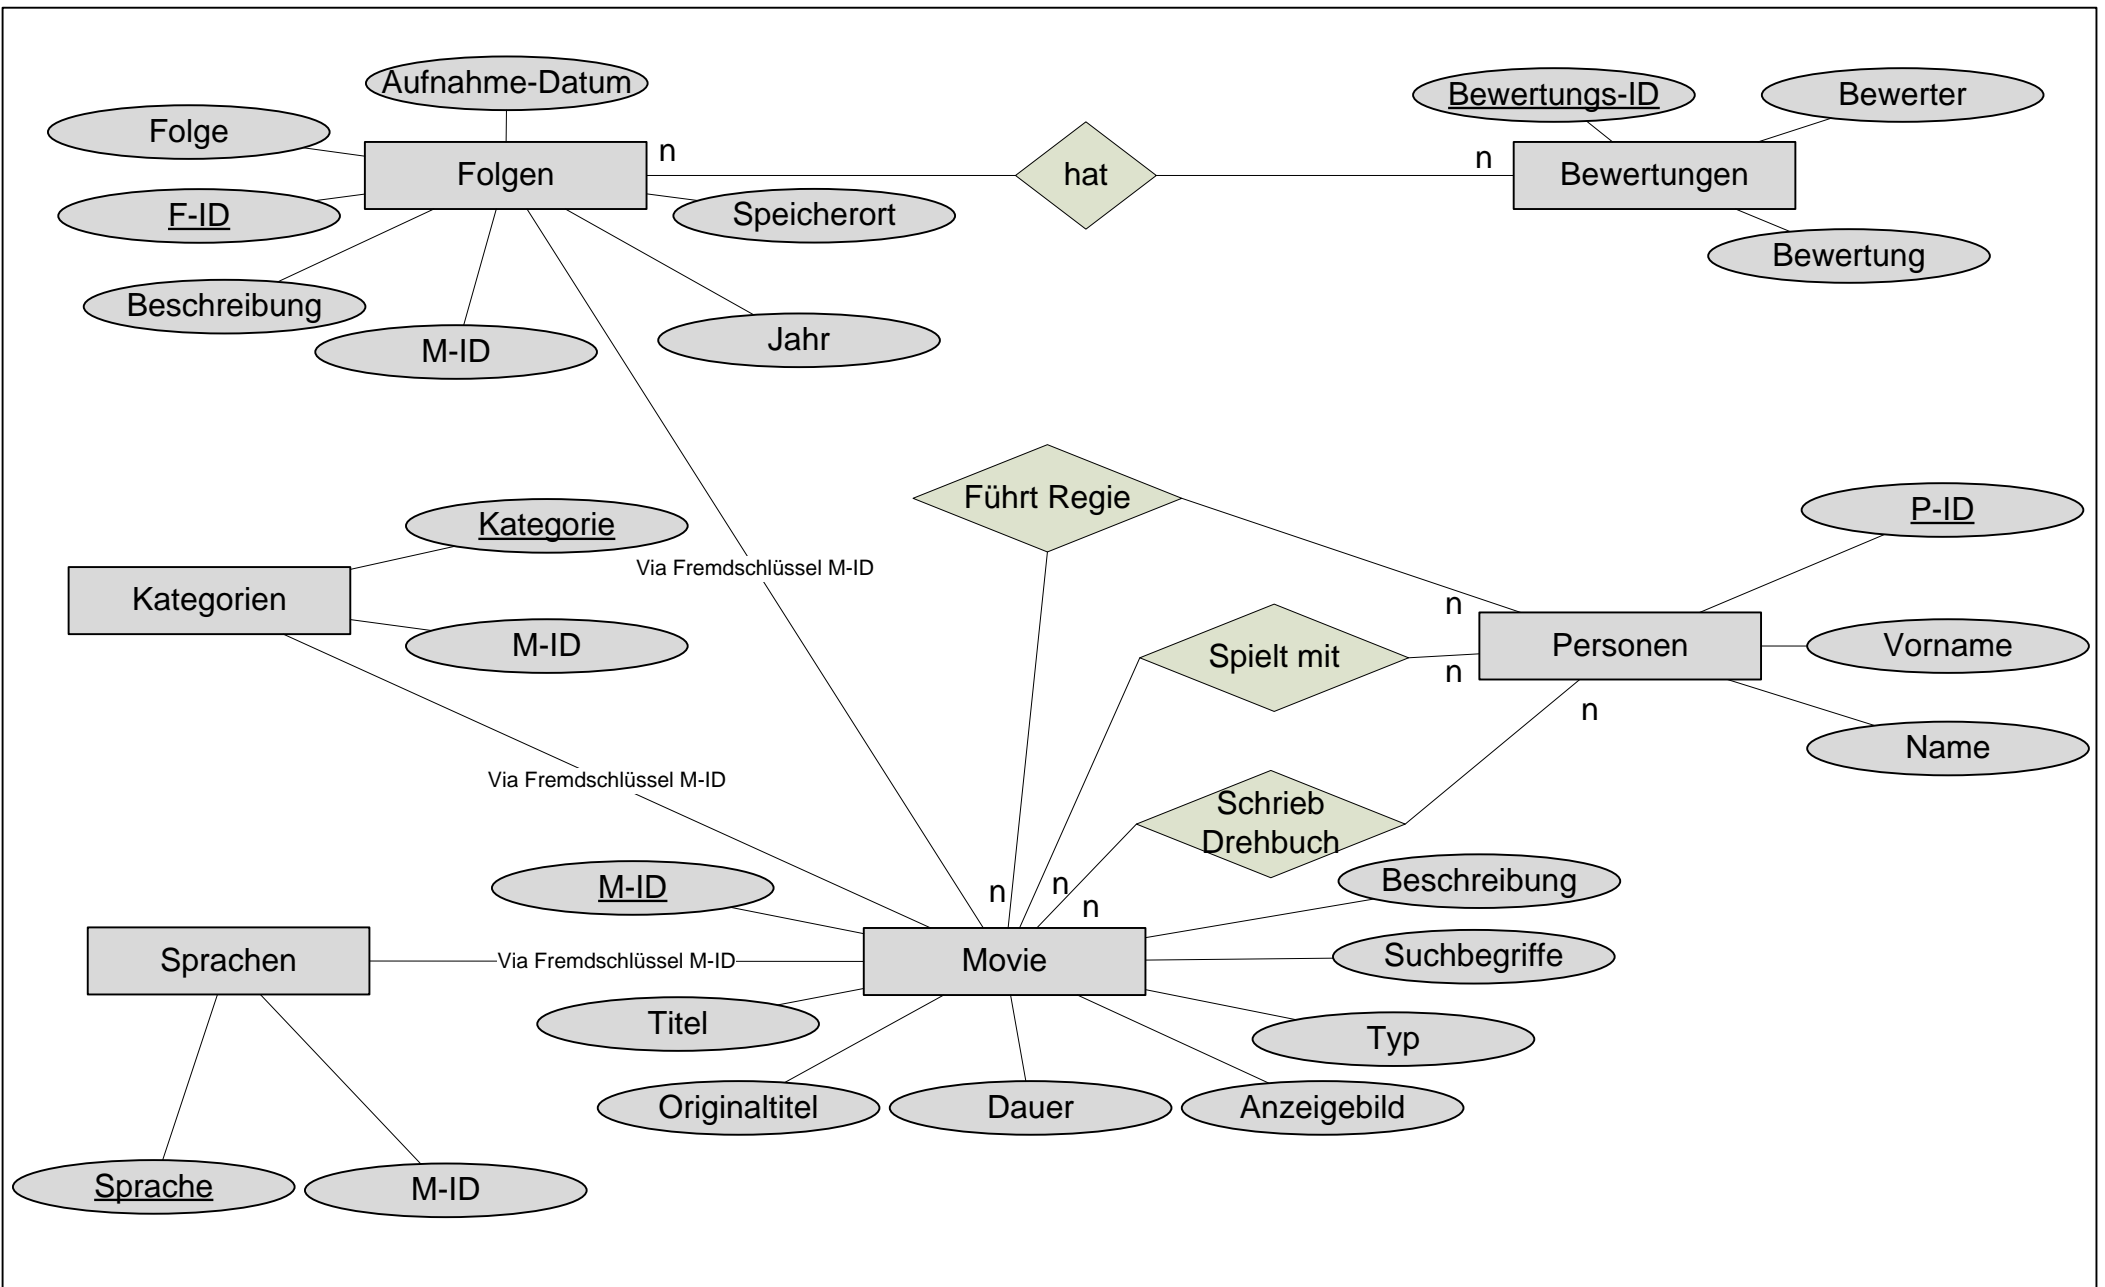 Aufnahme-Datum
Bewertungs-ID
Bewerter
Folge
n
n
Folgen
hat
Bewertungen
F-ID
Speicherort
Bewertung
Beschreibung
M-ID
Jahr
Führt Regie
P-ID
Kategorie
Via Fremdschlüssel M-ID
Kategorien
n
M-ID
Spielt mit
Personen
Vorname
n
n
Name
Via Fremdschlüssel M-ID
Schrieb
Drehbuch
M-ID
n
n
n
Beschreibung
Sprachen
Via Fremdschlüssel M-ID
Movie
Suchbegriffe
Titel
Typ
Originaltitel
Dauer
Anzeigebild
Sprache
M-ID